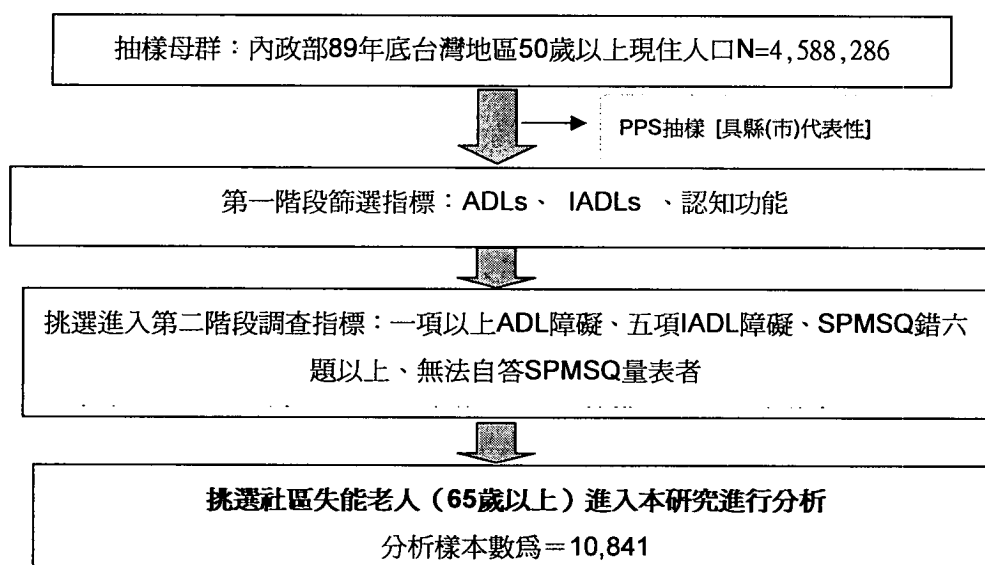 抽樣母群：內政部89年底台灣地區50歲以上現住人口N=4,588,286
PPS抽樣 [具縣(市)代表性]
第一階段篩選指標：ADLs、 IADLs 、認知功能
挑選進入第二階段調查指標：一項以上ADL障礙、五項IADL障礙、SPMSQ錯六
題以上、無法自答SPMSQ量表者
挑選社區失能老人（65歲以上）進入本研究進行分析
分析樣本數爲＝10,841